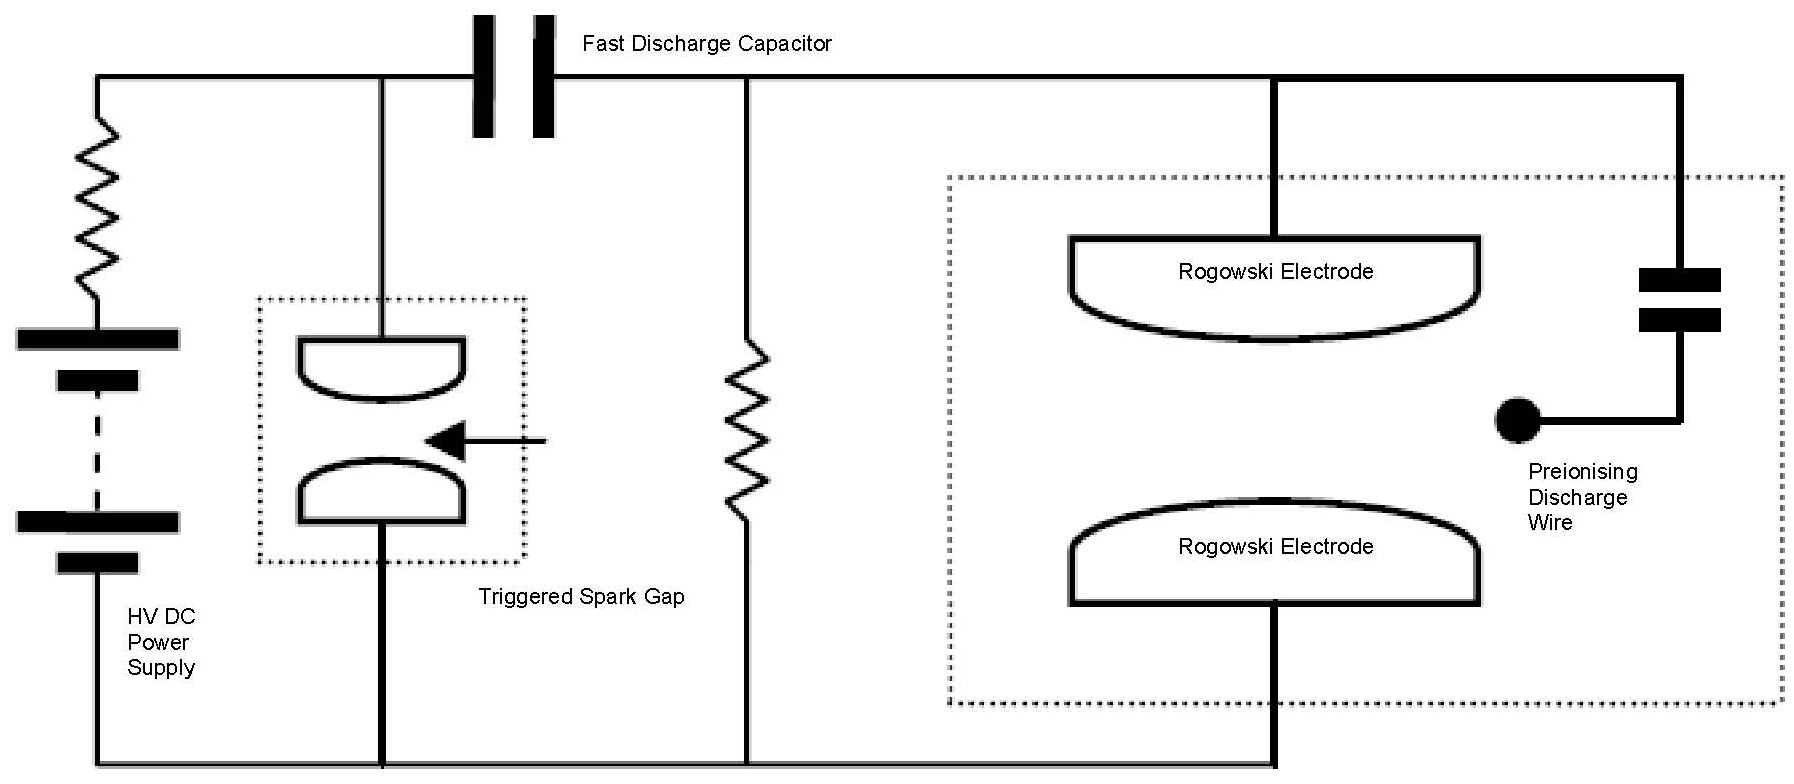 Fast Discharge Capacitor
Rogowski Electrode
Preionising
Discharge
Wire
Rogowski Electrode
Triggered Spark Gap
HV DC
Power
Supply